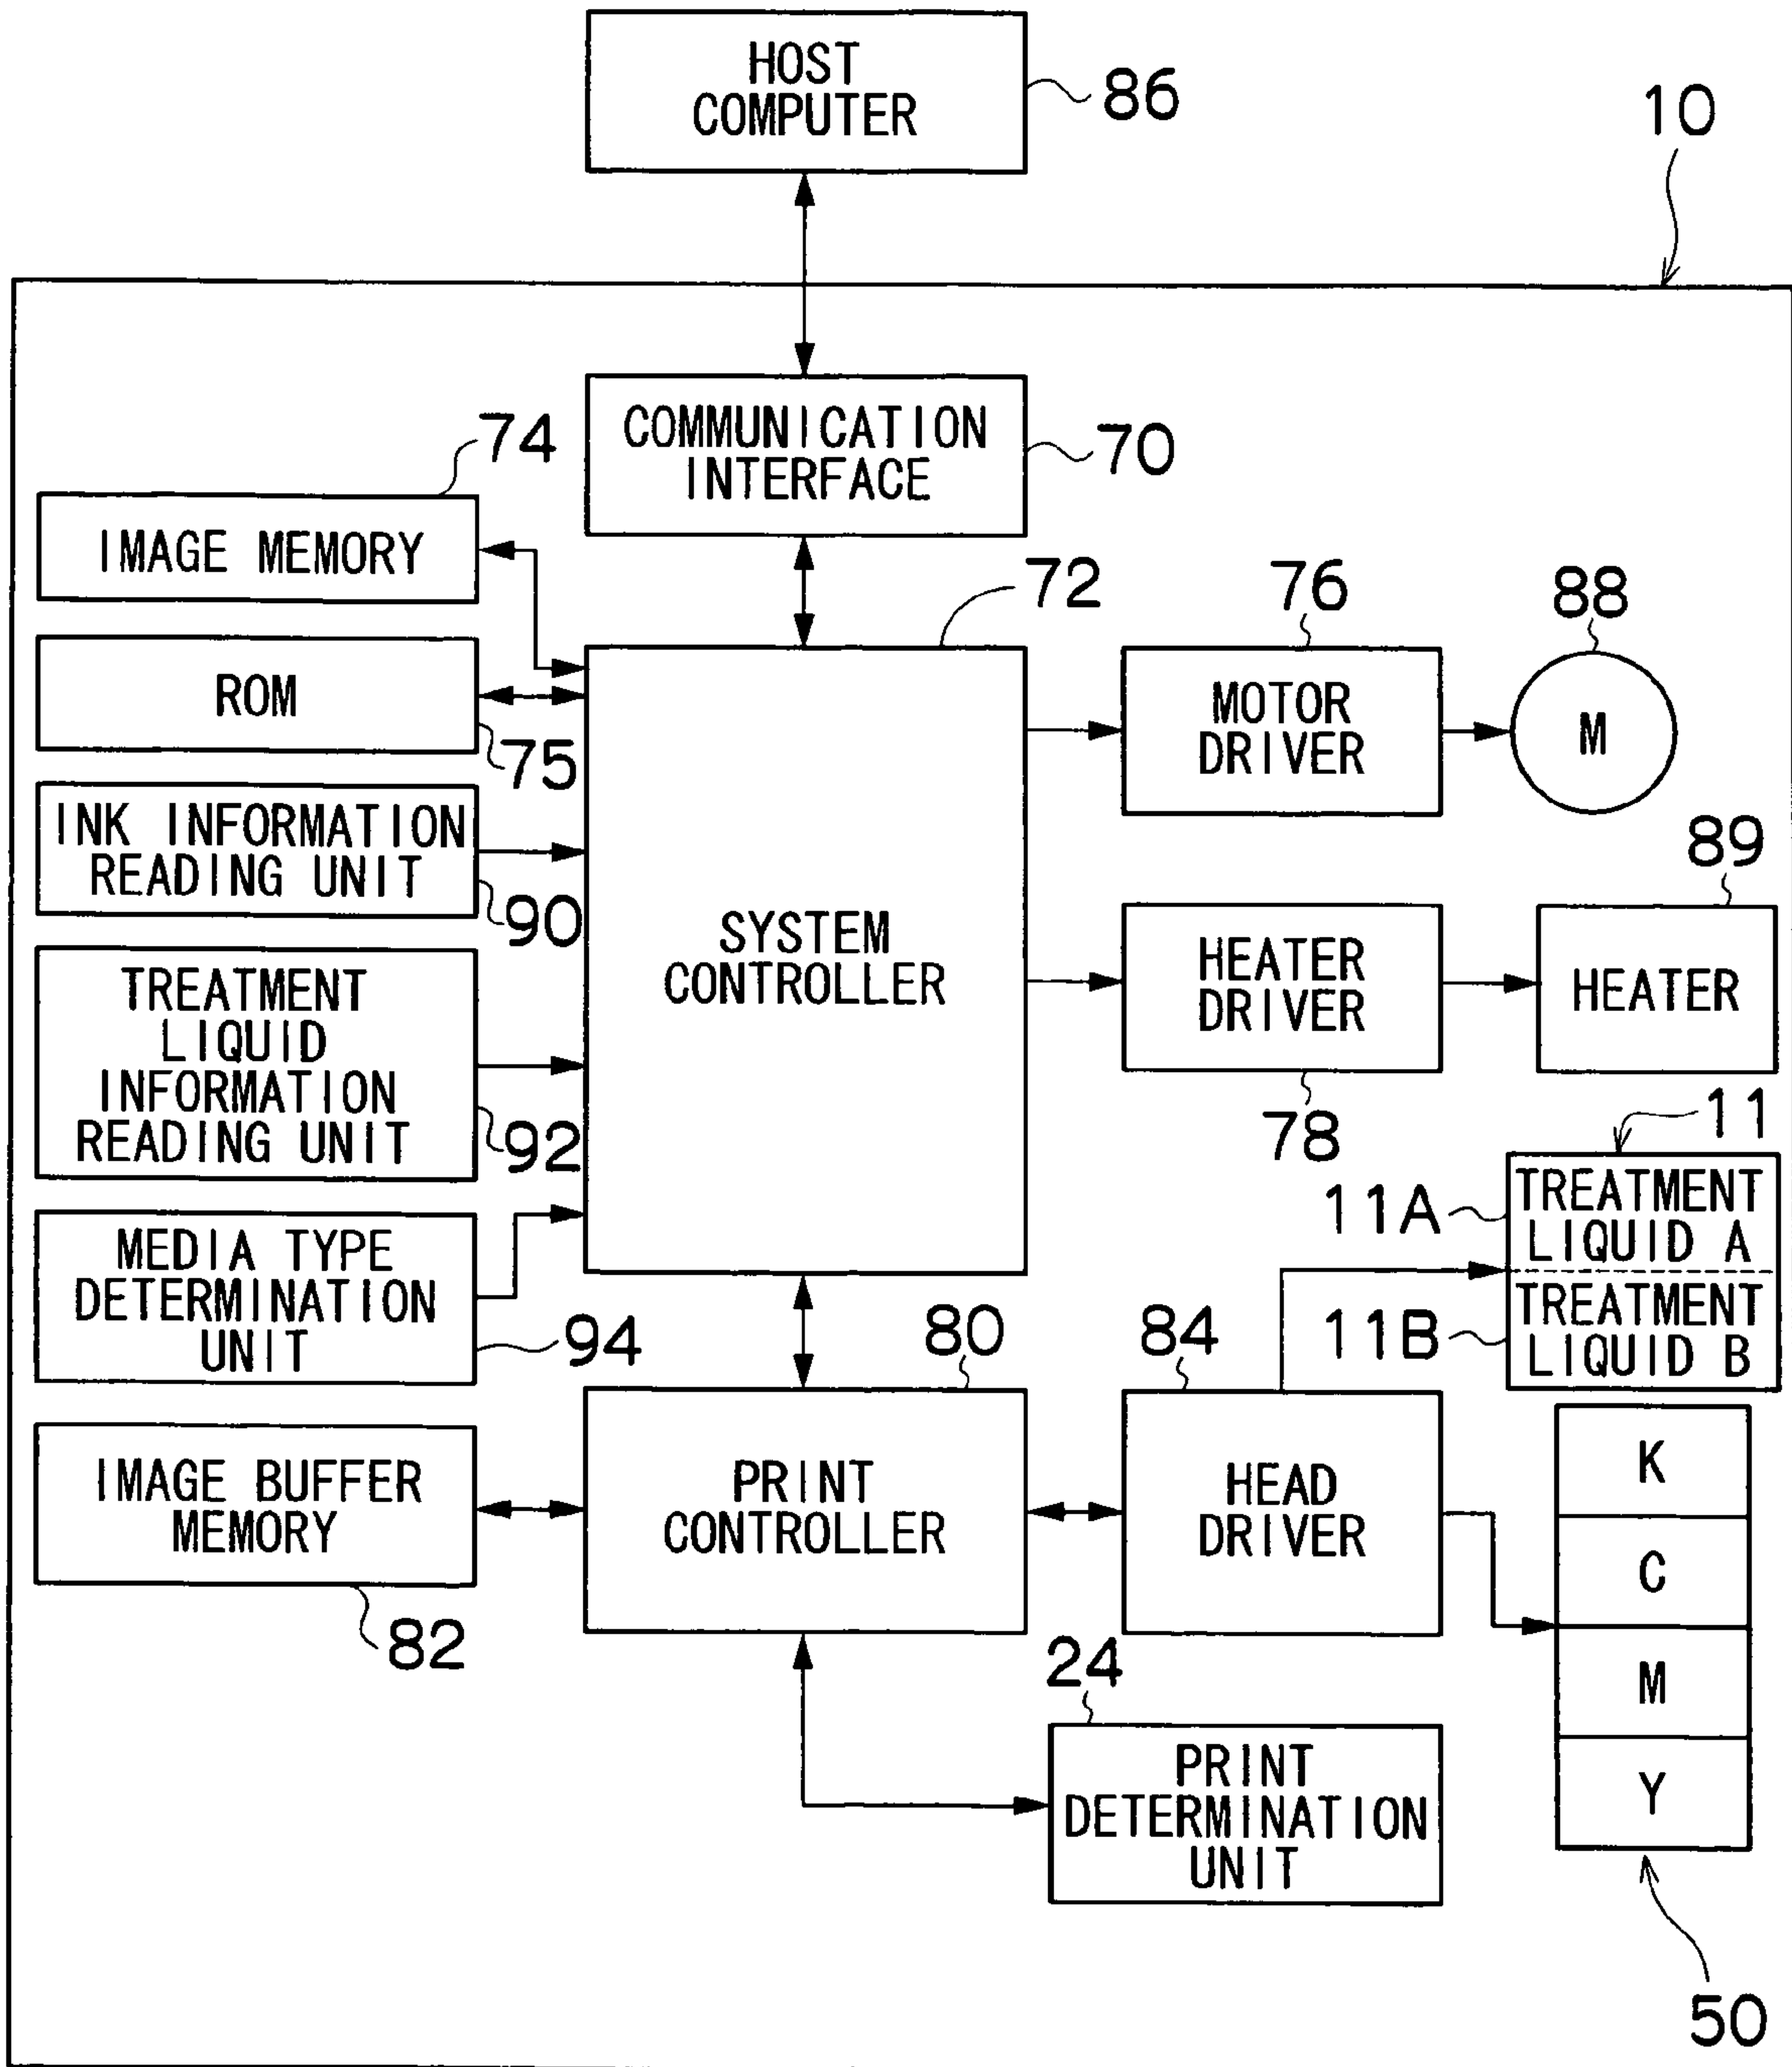 HOST
COMPUTER
86
10
COMMUNICATION
INTERFACE
70
74
IMAGE MEMORY
72
76
88
ROM
75
MOTOR
DRIVER
M
INK INFORMATION
READING UNIT
90
89
SYSTEM
CONTROLLER
HEATER
DRIVER
HEATER
78
TREATMENT
LIQUID
INFORMATION
READING UNIT
92
11
11A
TREATMENT
LIQUID A
11B
TREATMENT
LIQUID B
MEDIA TYPE
DETERMINATION
UNIT
94
80
84
IMAGE BUFFER
MEMORY
82
PRINT
CONTROLLER
HEAD
DRIVER
K
C
M
Y
24
PRINT
DETERMINATION
UNIT
50